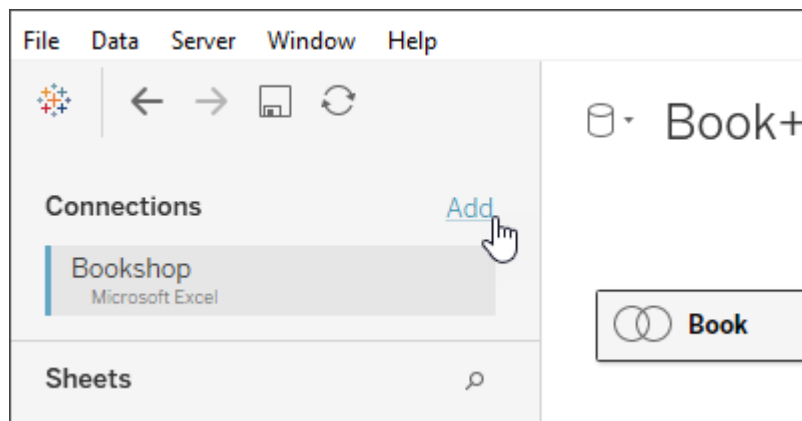 File Data Server Window Help
Book+
Connections Add
Bookshop
Microsoft Excel
Book
Sheets